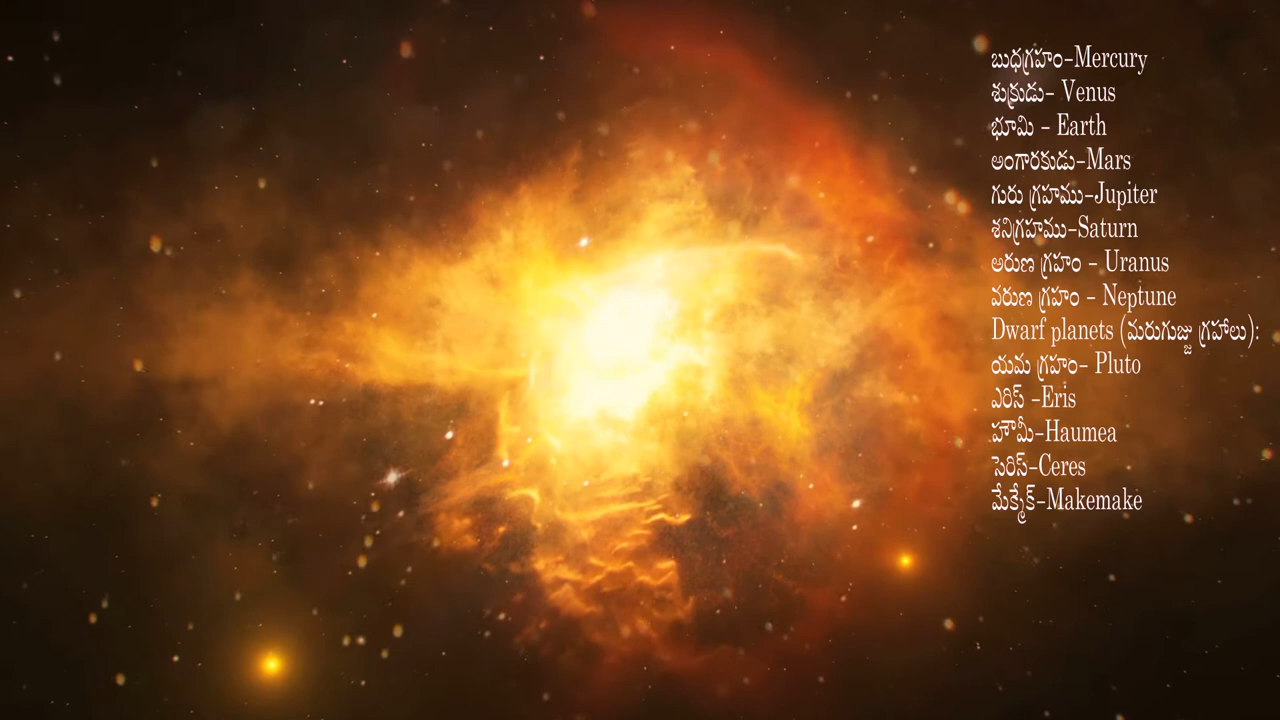 బుధగ్రహం-Mercury
శుక్రుడు- Venus
భూమి - Earth
అంగారకుడు-Mars
గురు గ్రహము-Jupiter
శనిగ్రహము-Saturn
అరుణ గ్రహం - Uranus
వరుణ గ్రహం - Neptune
Dwarf planets (మరుగుజ్జు గ్రహాలు):
యమ గ్రహం- Pluto
ఎరిస్ -Eris
హౌమీ-Haumea
సెరిస్-Ceres
మేక్మేక్-Makemake